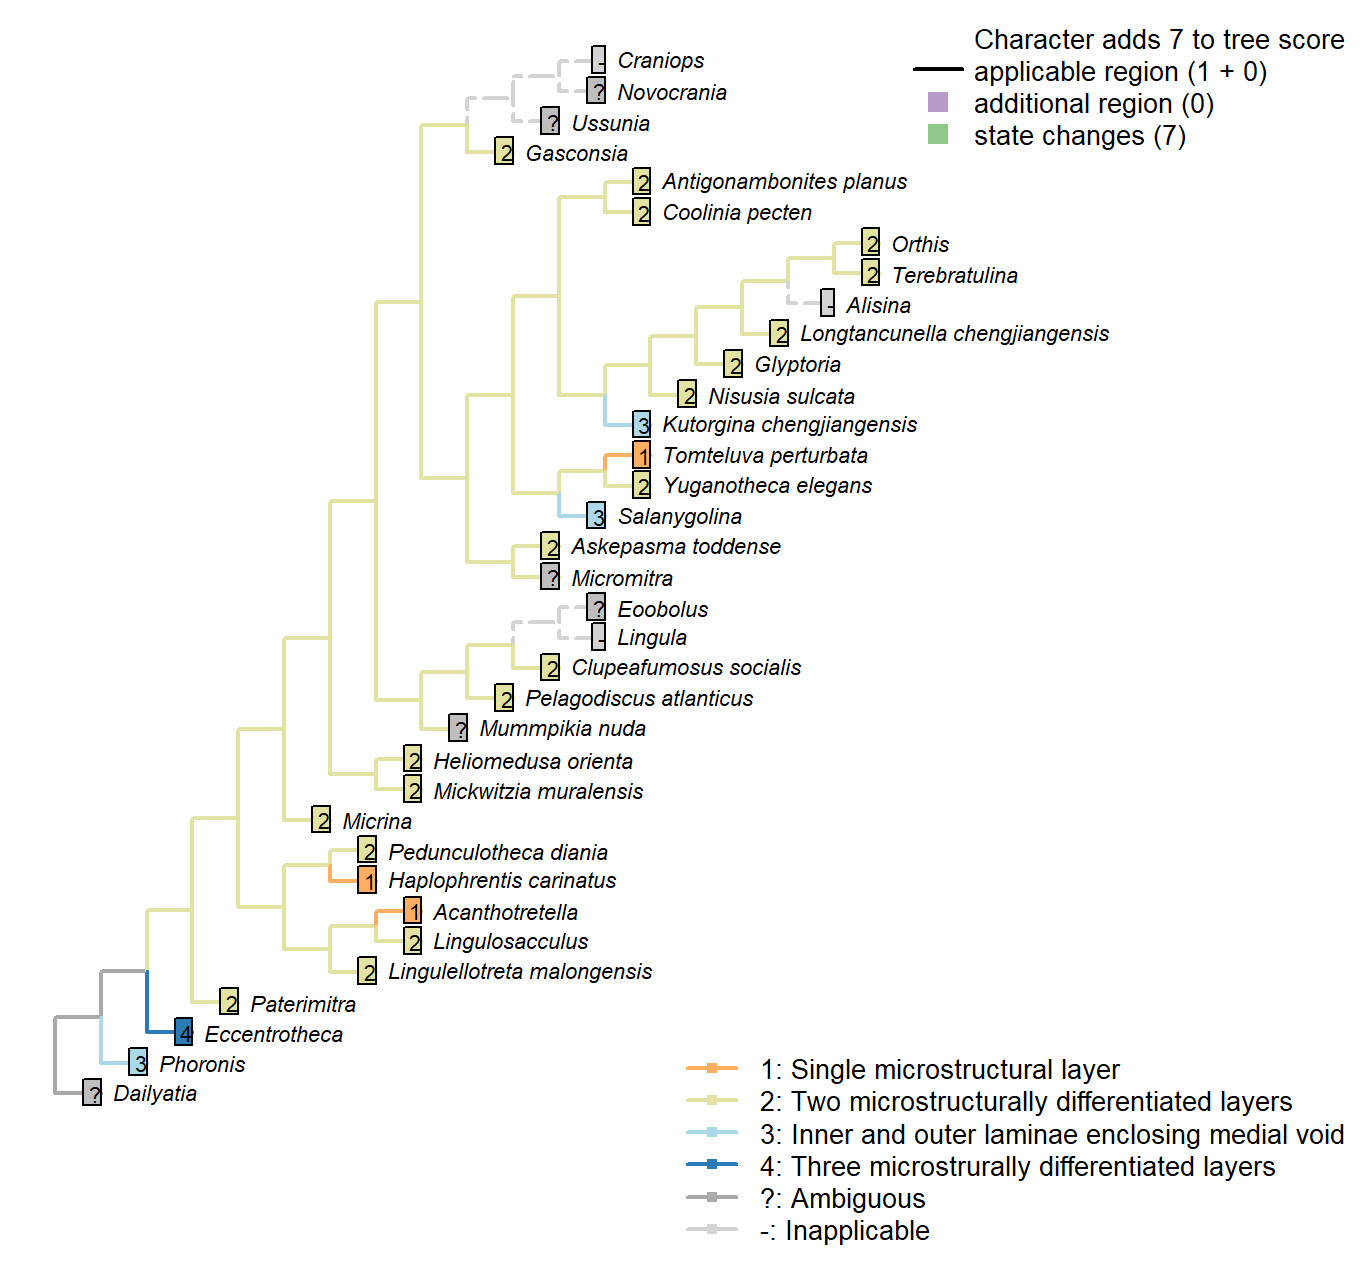 Character adds 7 to tree score
applicable region (1 + 0)
additional region (0)
state changes (7)
- Craniops
? Novocrania
? Ussunia
2 Gasconsia
2 Antigonambonites planus
2 Coolinia pecten
2 Orthis
2 Terebratulina
- Alisina
2 Longtancunella chengjiangensis
2 Glyptoria
2 Nisusia sulcata
3 Kutorgina chengjiangensis
1 Tomteluva perturbata
2 Yuganotheca elegans
3 Salanygolina
2 Askepasma toddense
? Micromitra
? Eoobolus
- Lingula
2 Clupeafumosus socialis
2 Pelagodiscus atlanticus
? Mummpikia nuda
2 Heliomedusa orienta
2 Mickwitzia muralensis
2 Micrina
2 Pedunculotheca diania
1 Haplophrentis carinatus
1 Acanthotretella
2 Lingulosacculus
2 Lingulellotreta malongensis
2 Paterimitra
4 Eccentrotheca
3 Phoronis
? Dailyatia
1: Single microstructural layer
2: Two microstructurally differentiated layers
3: Inner and outer laminae enclosing medial void
4: Three microstrurally differentiated layers
?: Ambiguous
-: Inapplicable